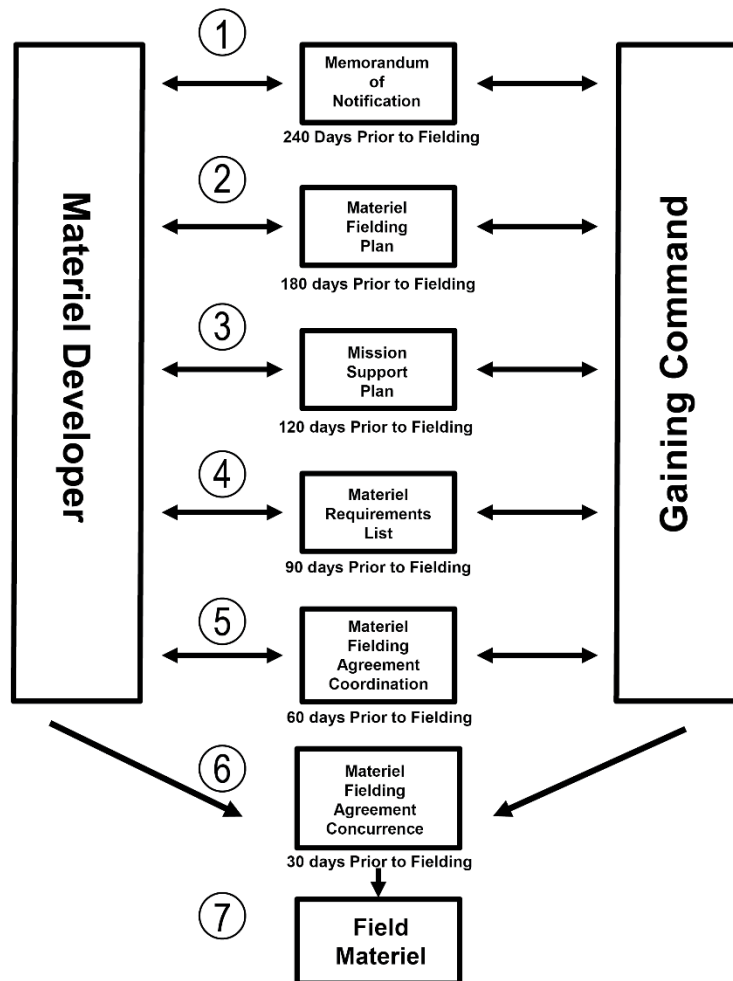 1
Memorandum
of
Notification
240 Days Prior to Fielding
2
Materiel
Fielding
Plan
180 days Prior to Fielding
3
Mission
Support
Plan
120 days Prior to Fielding
4
Materiel
Requirements
List
90 days Prior to Fielding
5
Materiel
Fielding
Agreement
Coordination
60 days Prior to Fielding
6
Materiel
Fielding
Agreement
Concurrence
30 days Prior to Fielding
7
Field
Materiel
Materiel Developer
Gaining Command